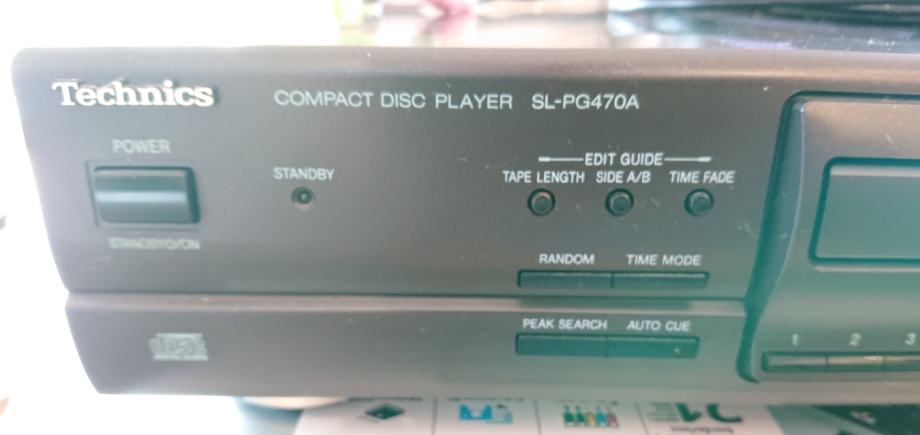 Technics
COMPACT DISC PLAYER SL-PG470A
POWER
STANDBY
EDIT GUIDE
TAPE LENGTH SIDE A/B TIME FADE
STANDBY/ON
RANDOM TIME MODE
PEAK SEARCH AUTO CUE
1 2 3
disc